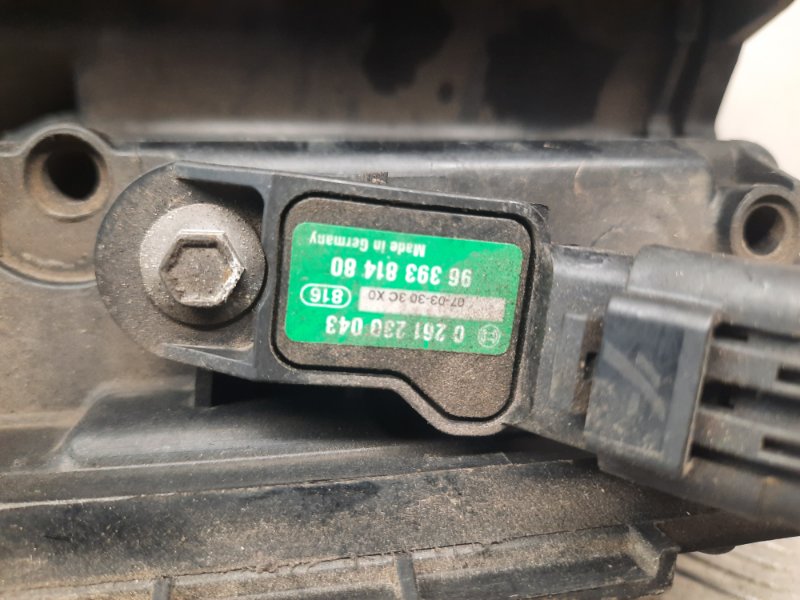 0 261 230 043
07-03-30 3C X0 816
96 393 814 80
Made in Germany